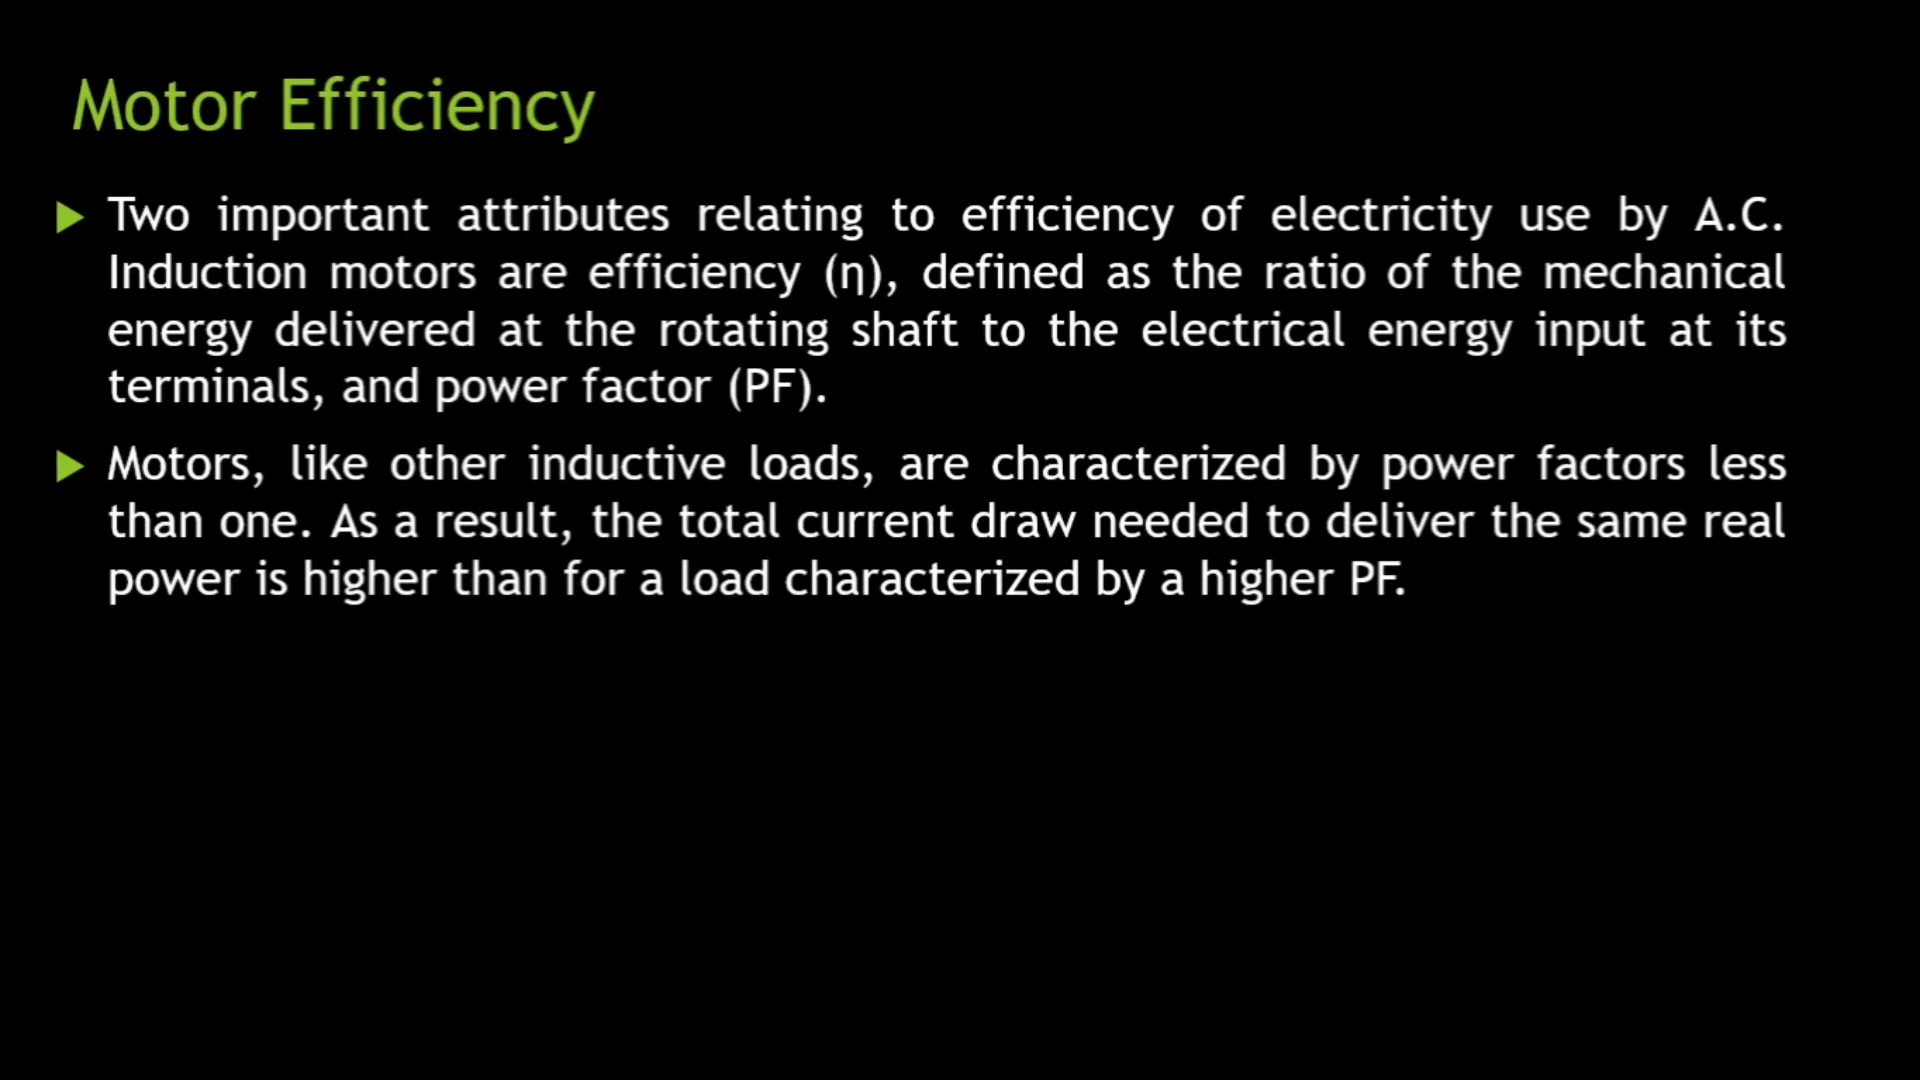 Motor Efficiency
Two important attributes relating to efficiency of electricity use by A.C.
Induction motors are efficiency (η), defined as the ratio of the mechanical
energy delivered at the rotating shaft to the electrical energy input at its
terminals, and power factor (PF).
Motors, like other inductive loads, are characterized by power factors less
than one. As a result, the total current draw needed to deliver the same real
power is higher than for a load characterized by a higher PF.